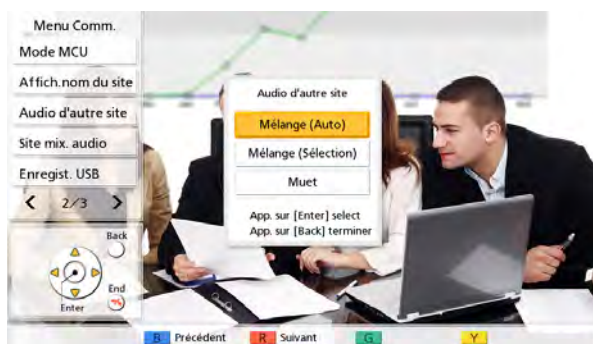 Menu Comm.
Mode MCU
Affich.nom du site
Audio d'autre site
Site mix. audio
Enregist. USB
2/3
Back
End
Enter
Audio d'autre site
Mélange (Auto)
Mélange (Sélection)
Muet
App. sur [Enter] select
App. sur [Back] terminer
B Précédent R Suivant G Y